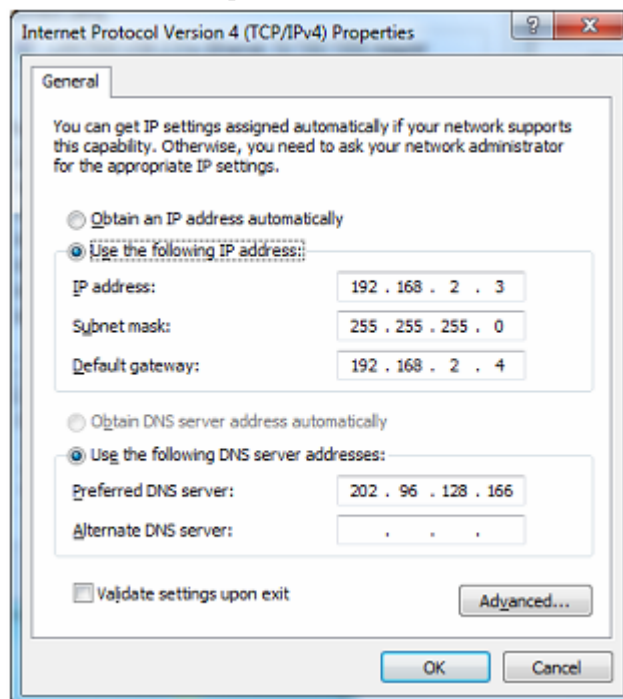 Internet Protocol Version 4 (TCP/IPv4) Properties
General
You can get IP settings assigned automatically if your network supports
this capability. Otherwise, you need to ask your network administrator
for the appropriate IP settings.
Obtain an IP address automatically
Use the following IP address:
IP address: 192 . 168 . 2 . 3
Subnet mask: 255 . 255 . 255 . 0
Default gateway: 192 . 168 . 2 . 4
Obtain DNS server address automatically
Use the following DNS server addresses:
Preferred DNS server: 202 . 96 . 128 . 166
Alternate DNS server: . . .
Validate settings upon exit
Advanced...
OK
Cancel